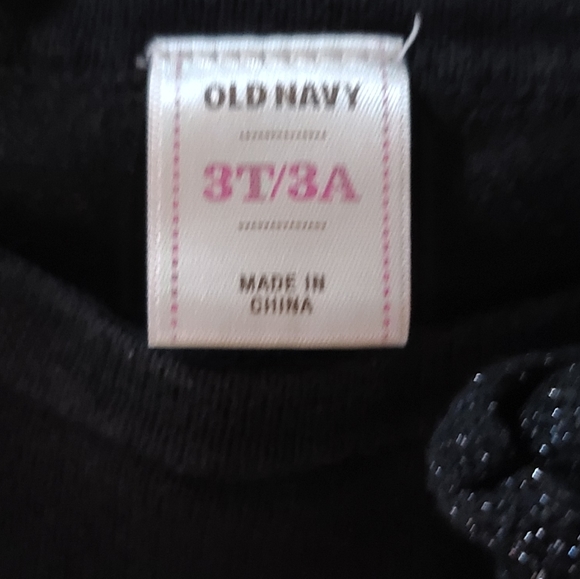 OLD NAVY
3T/3A
MADE IN
CHINA